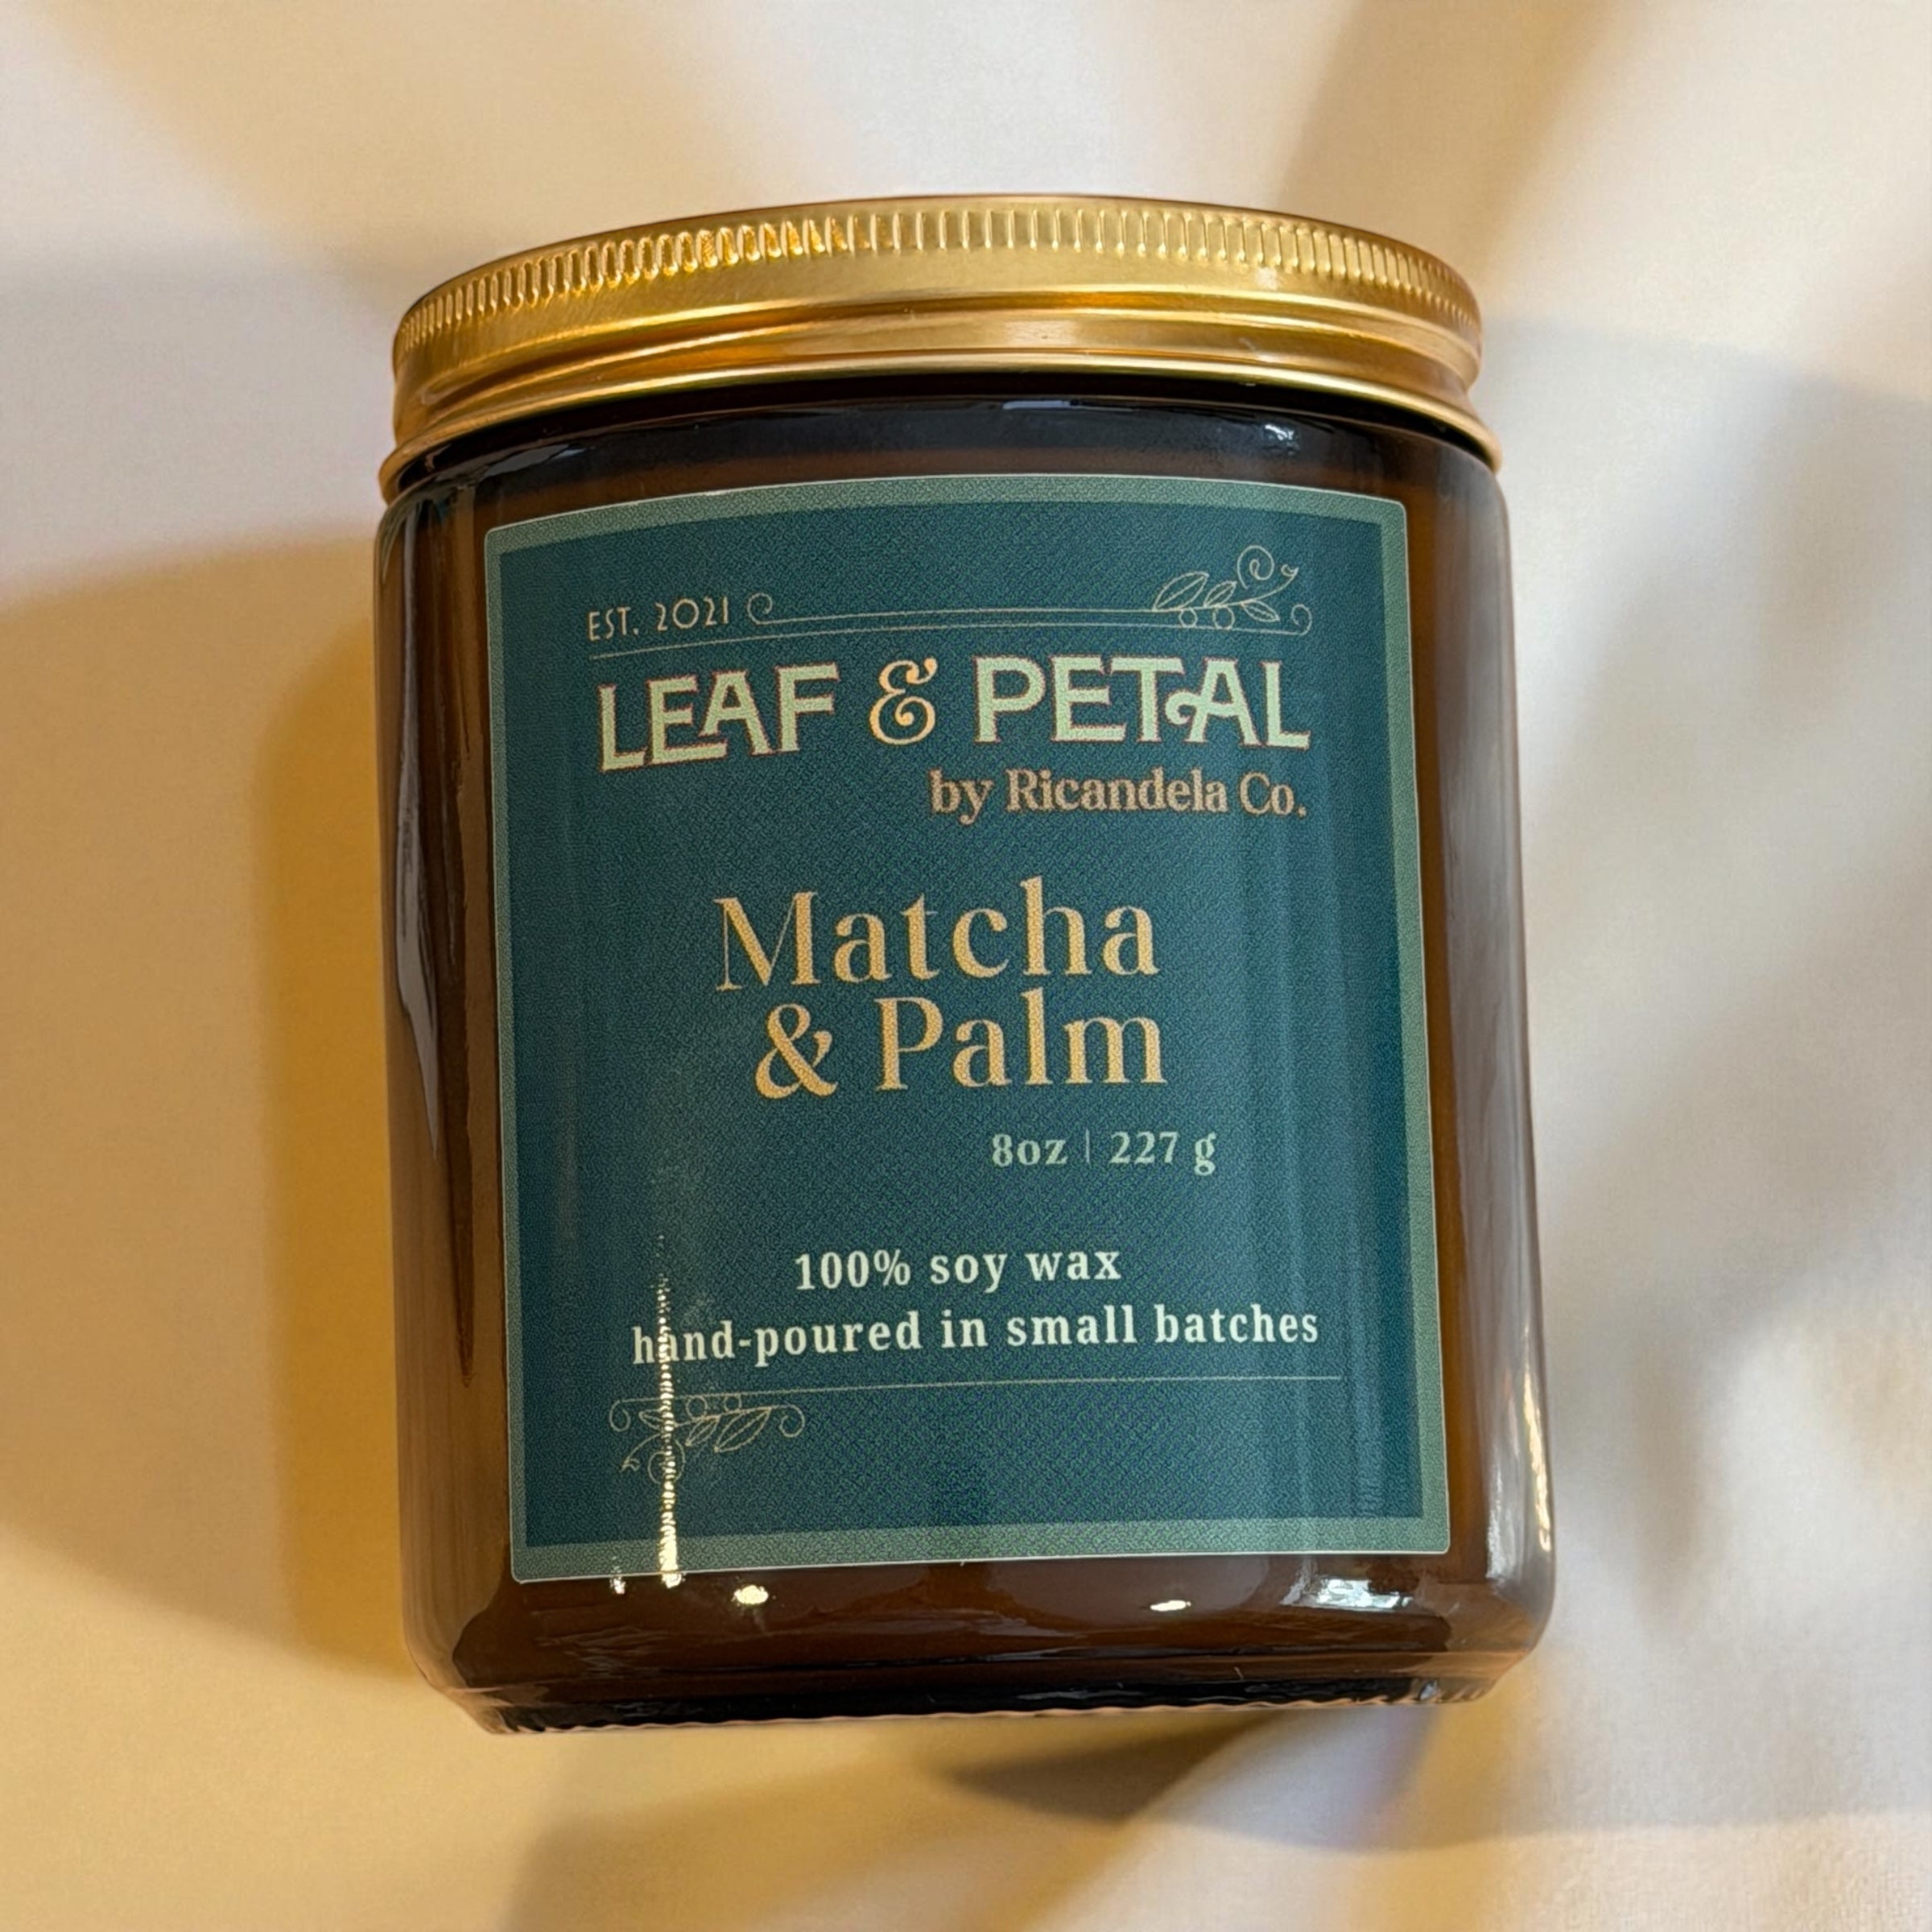 EST. 2021
LEAF & PETAL
by Ricandela Co.
Matcha
& Palm
8oz | 227 g
100% soy wax
hand-poured in small batches